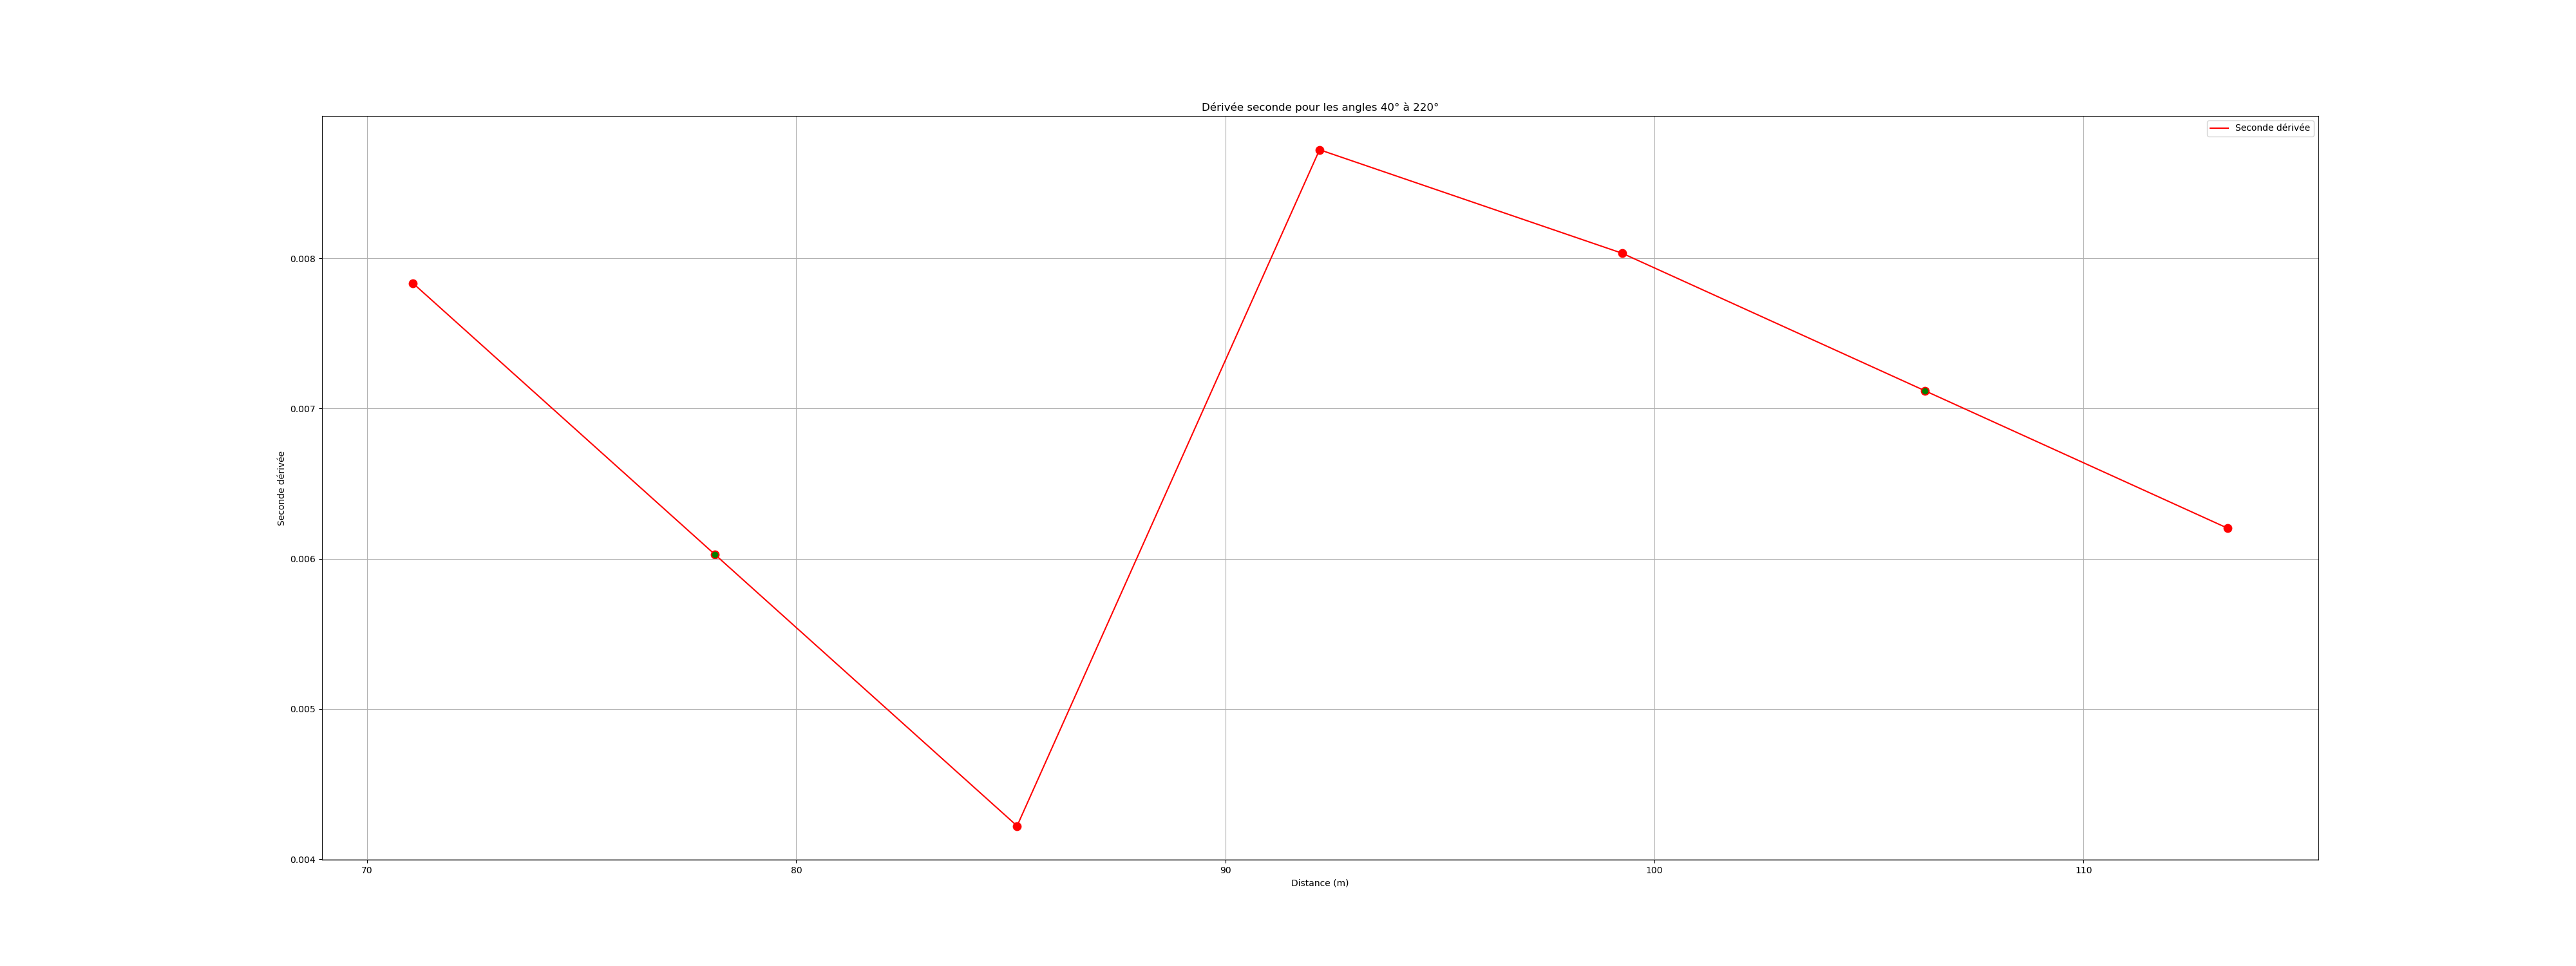 Dérivée seconde pour les angles 40° à 220°
Seconde dérivée
0.008
0.007
0.006
0.005
0.004
Seconde dérivée
70 80 90 100 110
Distance (m)